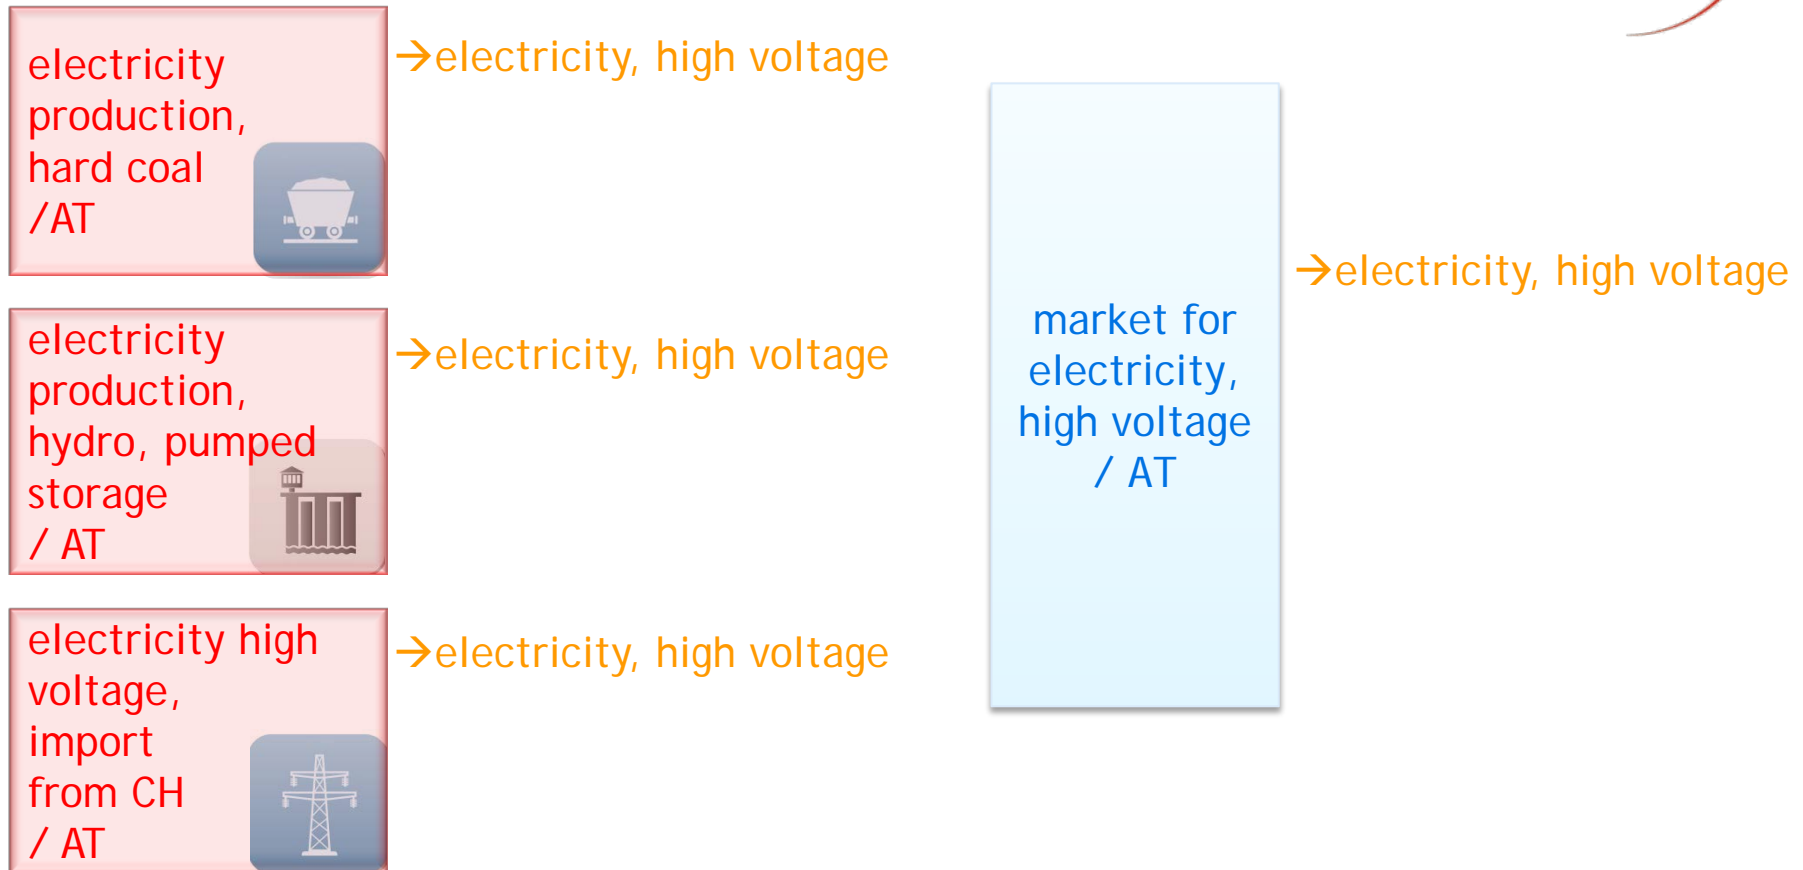 electricity
production,
hard coal
/AT
→electricity, high voltage
electricity
production,
hydro, pumped
storage
/ AT
→electricity, high voltage
electricity high
voltage,
import
from CH
/ AT
→electricity, high voltage
market for
electricity,
high voltage
/ AT
→electricity, high voltage